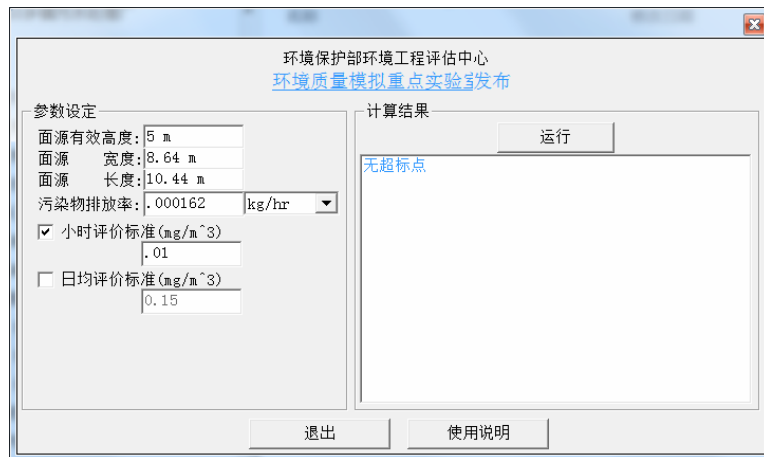 环境保护部环境工程评估中心
环境质量模拟重点实验室发布
参数设定
面源有效高度: 5 m
面源 宽度: 8.64 m
面源 长度: 10.44 m
污染物排放率: .000162 kg/hr
小时评价标准(mg/m^3)
.01
日均评价标准(mg/m^3)
0.15
计算结果
运行
无超标点
退出
使用说明